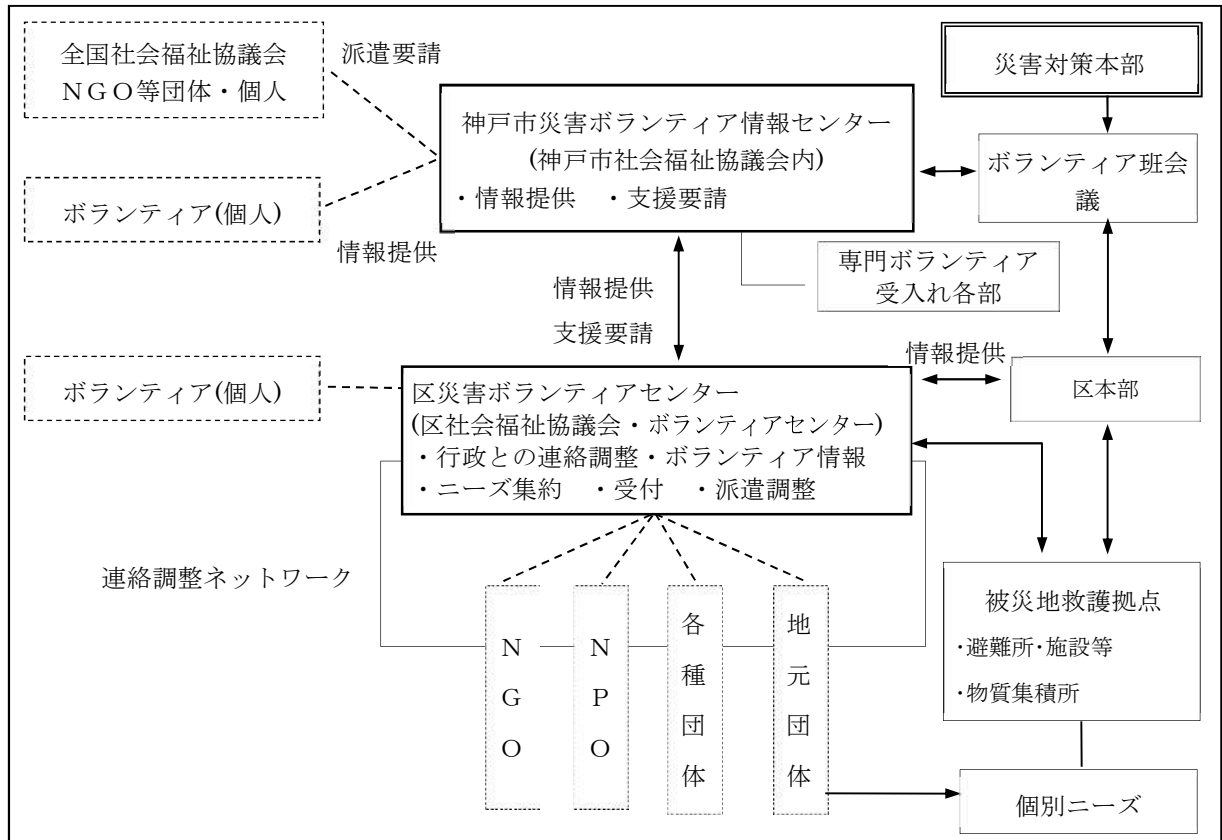 全国社会福祉協議会
ＮＧＯ等団体・個人
派遣要請
災害対策本部
神戸市災害ボランティア情報センター
(神戸市社会福祉協議会内)
・情報提供　・支援要請
ボランティア班会
議
ボランティア(個人)
情報提供
専門ボランティア
受入れ各部
情報提供
支援要請
情報提供
ボランティア(個人)
区災害ボランティアセンター
(区社会福祉協議会・ボランティアセンター)
・行政との連絡調整・ボランティア情報
・ニーズ集約　・受付　・派遣調整
区本部
連絡調整ネットワーク
ＮＧＯ
ＮＰＯ
各種団体
地元団体
被災地救護拠点
・避難所・施設等
・物質集積所
個別ニーズ